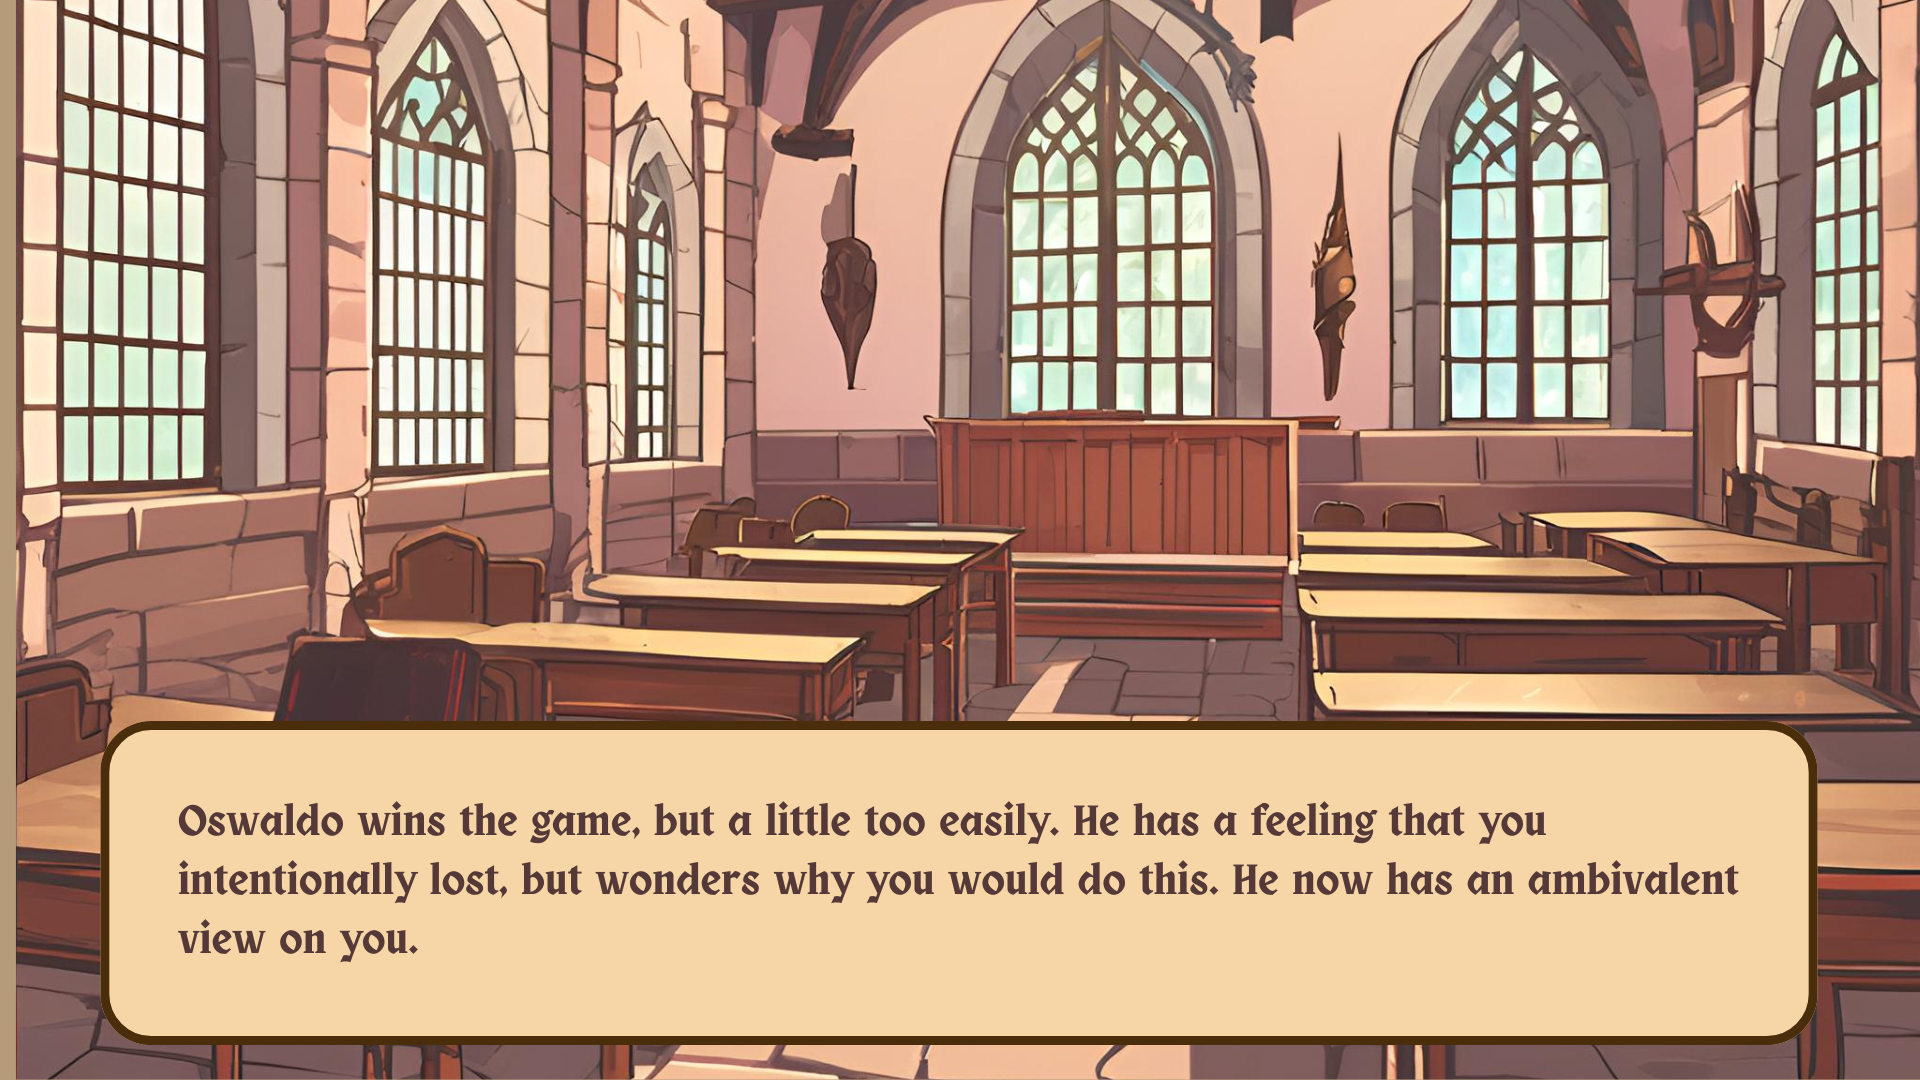 Oswaldo wins the game, but a little too easily. He has a feeling that you
intentionally lost, but wonders why you would do this. He now has an ambivalent
view on you.